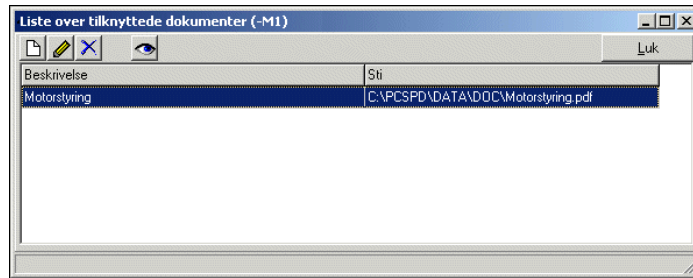 Liste over tilknyttede dokumenter (-M1)
Luk
Beskrivelse Sti
Motorstyring C:\PCSPD\DATA\DOC\Motorstyring.pdf